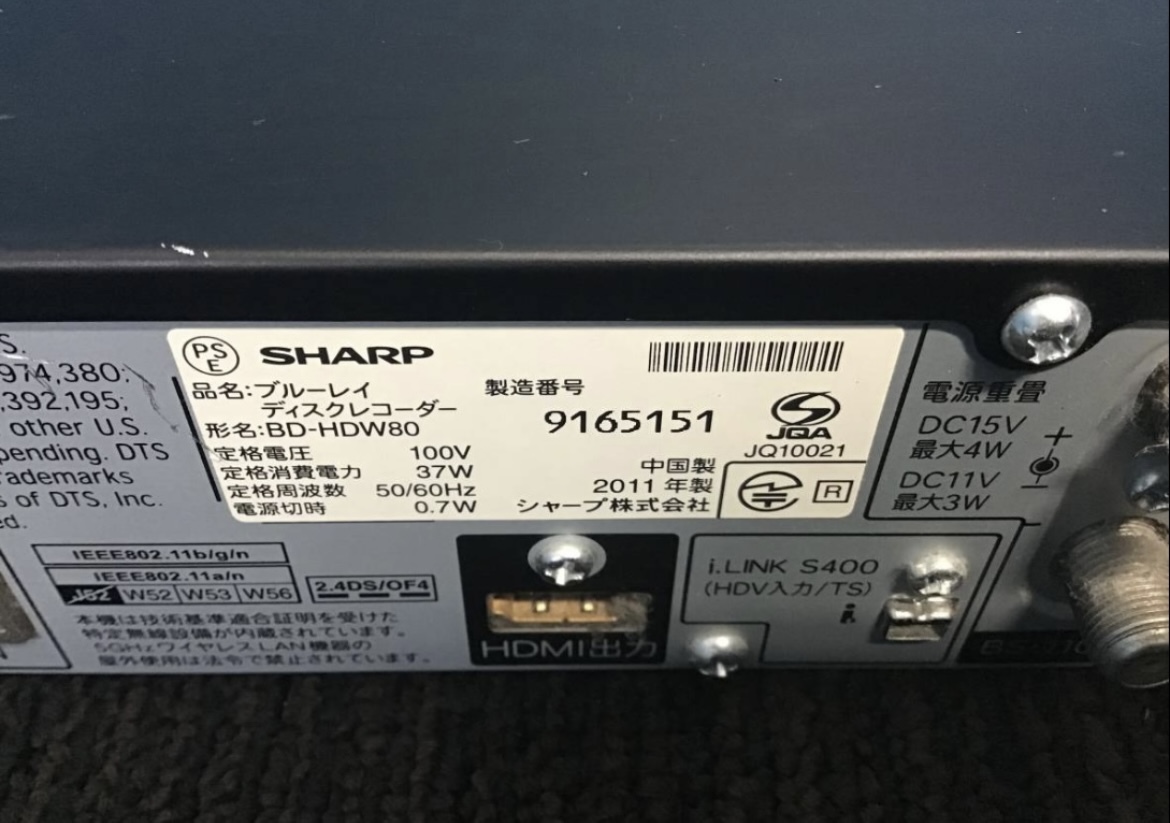 S.
974,380;
,392,195;
other U.S.
pending. DTS
trademarks
s of DTS, Inc.
ed.
PS
E
SHARP
品名:ブルーレイ
ディスクレコーダー
形名:BD-HDW80
定格電圧 100V
定格消費電力 37W
定格周波数 50/60Hz
電源切時 0.7W
製造番号
9165151
中国製
2011 年製
シャープ株式会社
JQA
JQ10021
R
電源重畳
DC15V
最大4W
DC11V
最大3W
+
−
IEEE802.11b/g/n
IEEE802.11a/n
J52 W52 W53 W56
2.4DS/OF4
本機は技術基準適合証明を受けた
特定無線設備が内蔵されています。
5GHzワイヤレスLAN機器の
屋外使用は法令で禁止されています。
HDMI出力
i.LINK S400
(HDV入力/TS)